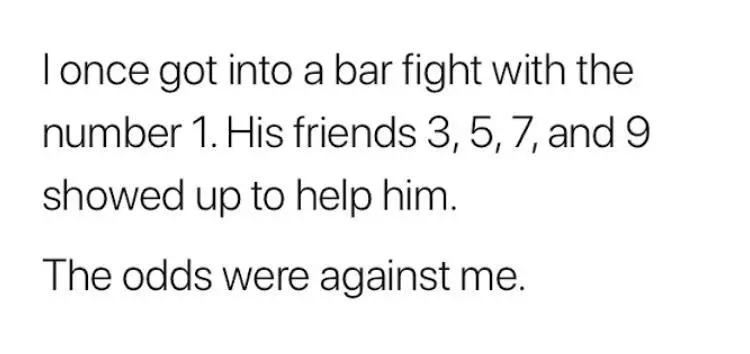 I once got into a bar fight with the
number 1. His friends 3, 5, 7, and 9
showed up to help him.
The odds were against me.